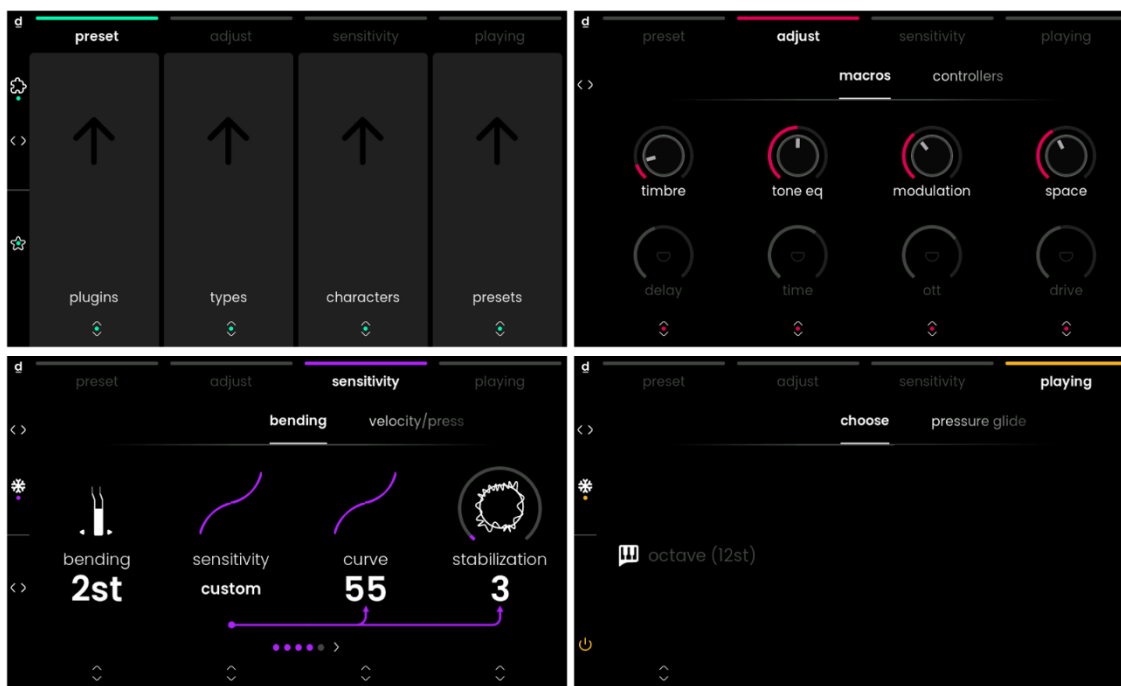 d
preset adjust sensitivity playing
plugins types characters presets
d
preset adjust sensitivity playing
macros controllers
timbre tone eq modulation space
delay time ott drive
d
preset adjust sensitivity playing
bending velocity/press
bending sensitivity curve stabilization
2st custom 55 3
d
preset adjust sensitivity playing
choose pressure glide
octave (12st)